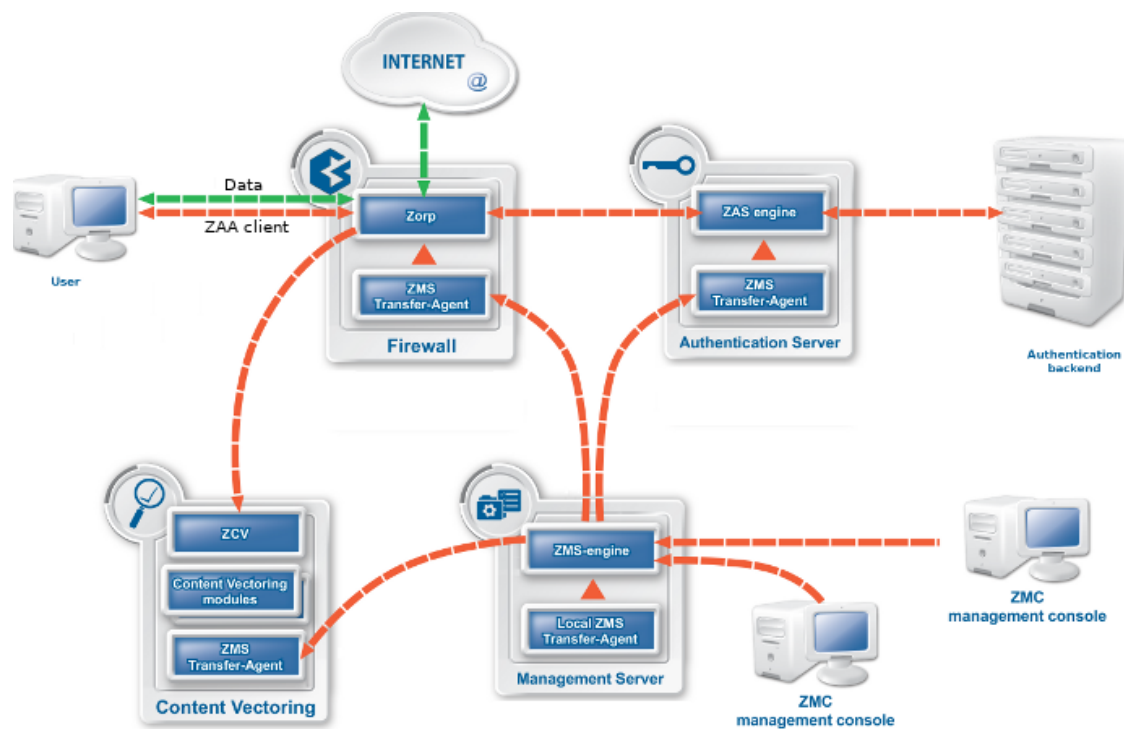 INTERNET
@
Data
ZAA client
User
Zorp
ZMS
Transfer-Agent
Firewall
ZAS engine
ZMS
Transfer-Agent
Authentication Server
Authentication
backend
ZCV
Content Vectoring
modules
ZMS
Transfer-Agent
Content Vectoring
ZMS-engine
Local ZMS
Transfer-Agent
Management Server
ZMC
management console
ZMC
management console